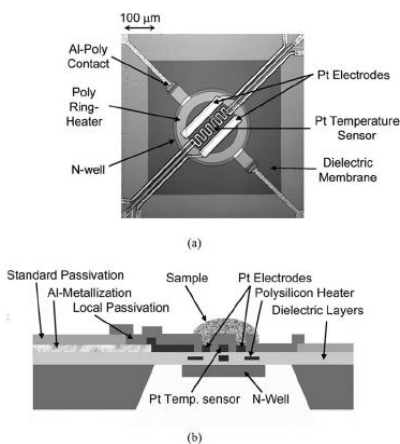 100 µm
Al-Poly
Contact
Poly
Ring-
Heater
N-well
Pt Electrodes
Pt Temperature
Sensor
Dielectric
Membrane
(a)
Standard Passivation
Al-Metallization
Local Passivation
Sample
Pt Electrodes
Polysilicon Heater
Dielectric Layers
Pt Temp. sensor
N-Well
(b)